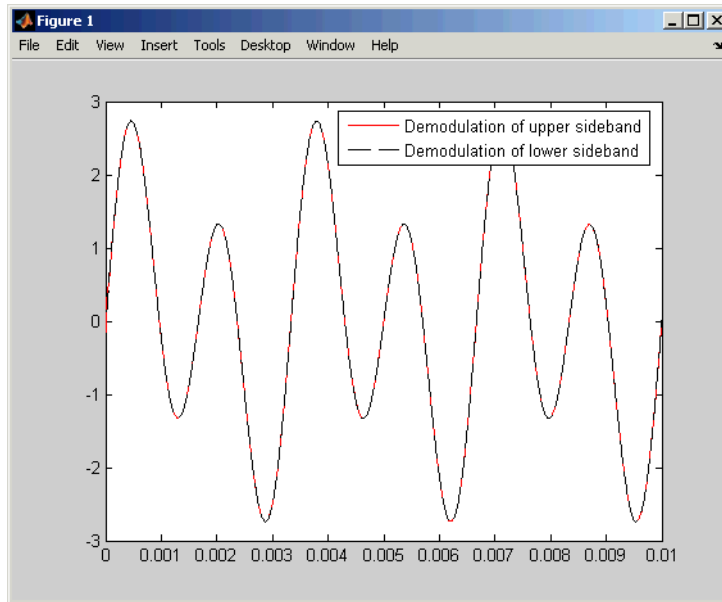 Figure 1
File Edit View Insert Tools Desktop Window Help
3
Demodulation of upper sideband
Demodulation of lower sideband
2
1
0
-1
-2
-3
0 0.001 0.002 0.003 0.004 0.005 0.006 0.007 0.008 0.009 0.01